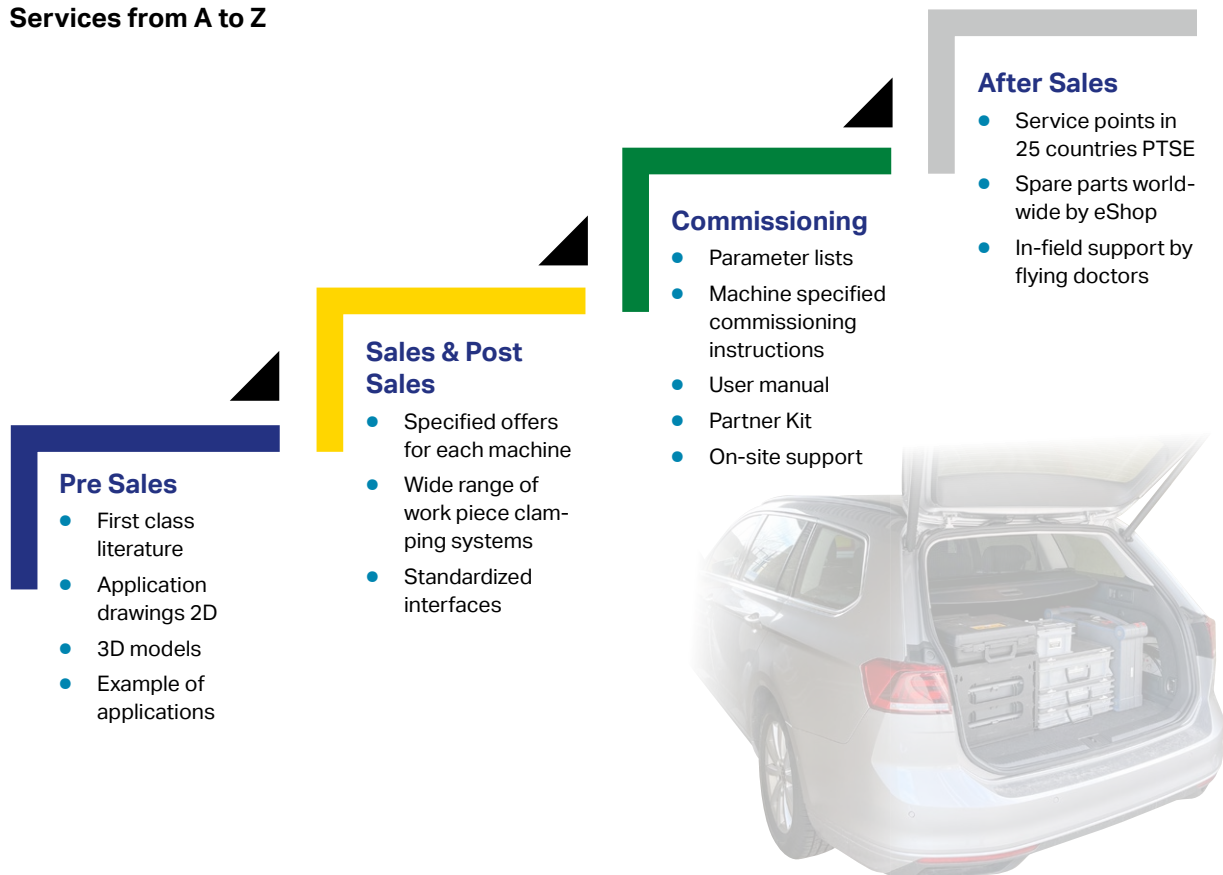 Services from A to Z
Pre Sales
First class
literature
Application
drawings 2D
3D models
Example of
applications
Sales & Post
Sales
Specified offers
for each machine
Wide range of
work piece clam-
ping systems
Standardized
interfaces
Commissioning
Parameter lists
Machine specified
commissioning
instructions
User manual
Partner Kit
On-site support
After Sales
Service points in
25 countries PTSE
Spare parts world-
wide by eShop
In-field support by
flying doctors